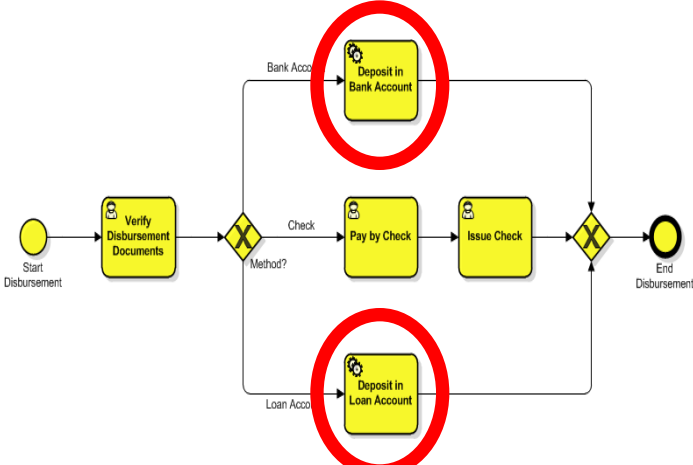 Bank Acco
Deposit in
Bank Account
Verify
Disbursement
Documents
Check
Pay by Check
Issue Check
Method?
Start
Disbursement
End
Disbursement
Loan Acco
Deposit in
Loan Account